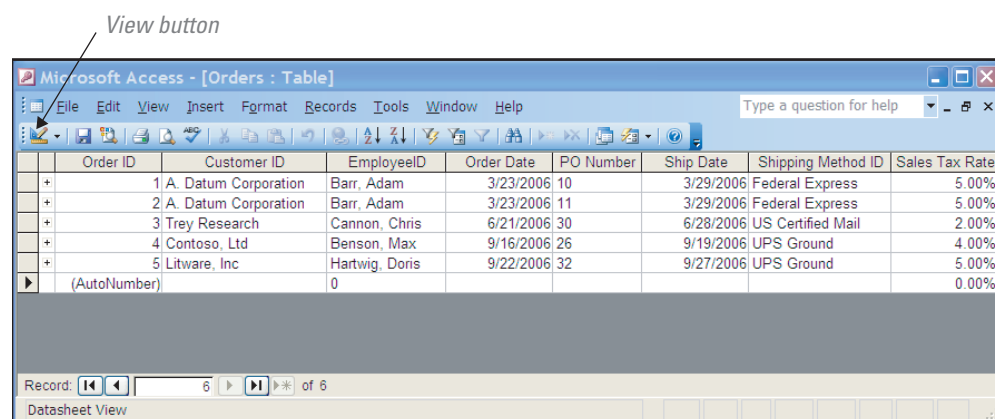 View button
Microsoft Access - [Orders : Table]
File Edit View Insert Format Records Tools Window Help Type a question for help
Order ID Customer ID EmployeeID Order Date PO Number Ship Date Shipping Method ID Sales Tax Rate
+ 1 A. Datum Corporation Barr, Adam 3/23/2006 10 3/29/2006 Federal Express 5.00%
+ 2 A. Datum Corporation Barr, Adam 3/23/2006 11 3/29/2006 Federal Express 5.00%
+ 3 Trey Research Cannon, Chris 6/21/2006 30 6/28/2006 US Certified Mail 2.00%
+ 4 Contoso, Ltd Benson, Max 9/16/2006 26 9/19/2006 UPS Ground 4.00%
+ 5 Litware, Inc Hartwig, Doris 9/22/2006 32 9/27/2006 UPS Ground 5.00%
(AutoNumber) 0 0.00%
Record: 6 of 6
Datasheet View